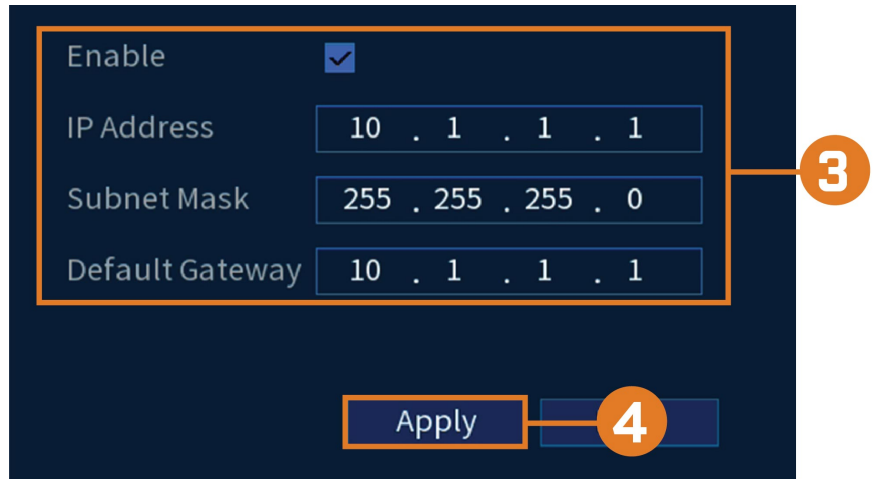 Enable
IP Address 10 . 1 . 1 . 1
3
Subnet Mask 255 . 255 . 255 . 0
Default Gateway 10 . 1 . 1 . 1
Apply 4